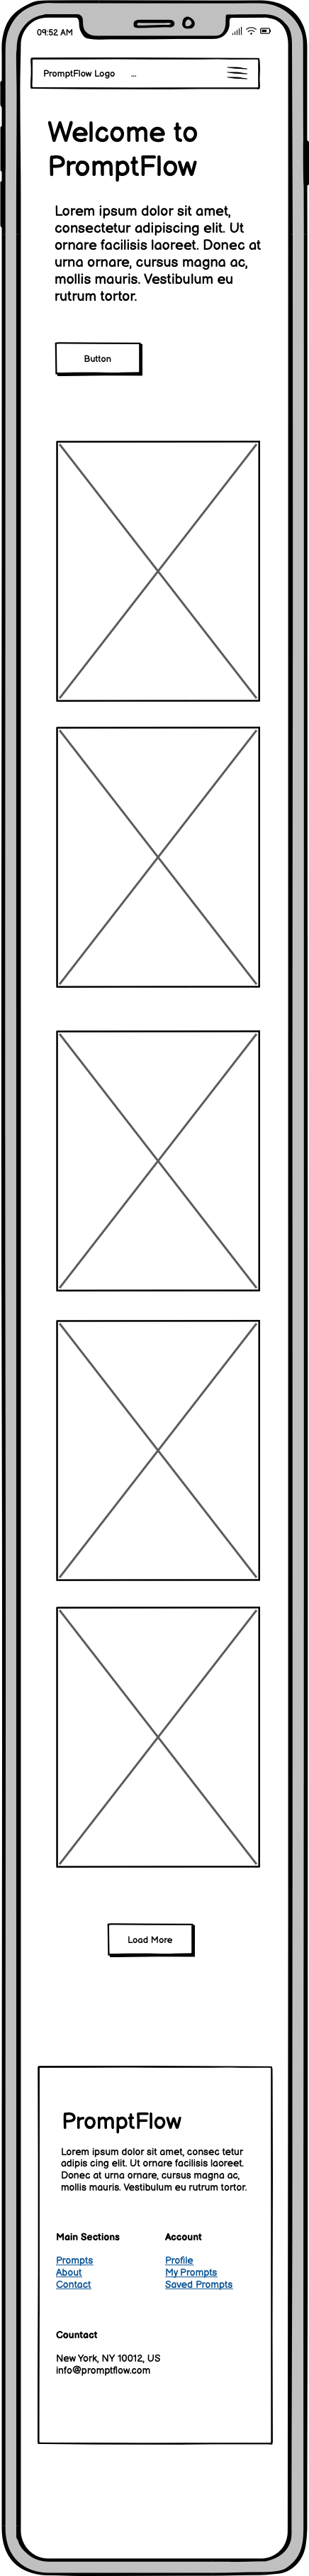 09:52 AM
PromptFlow Logo ...
Welcome to
PromptFlow
Lorem ipsum dolor sit amet,
consectetur adipiscing elit. Ut
ornare facilisis laoreet. Donec at
urna ornare, cursus magna ac,
mollis mauris. Vestibulum eu
rutrum tortor.
Button
Load More
PromptFlow
Lorem ipsum dolor sit amet, consec tetur
adipis cing elit. Ut ornare facilisis laoreet.
Donec at urna ornare, cursus magna ac,
mollis mauris. Vestibulum eu rutrum tortor.
Main Sections
Prompts
About
Contact
Account
Profile
My Prompts
Saved Prompts
Countact
New York, NY 10012, US
info@promptflow.com